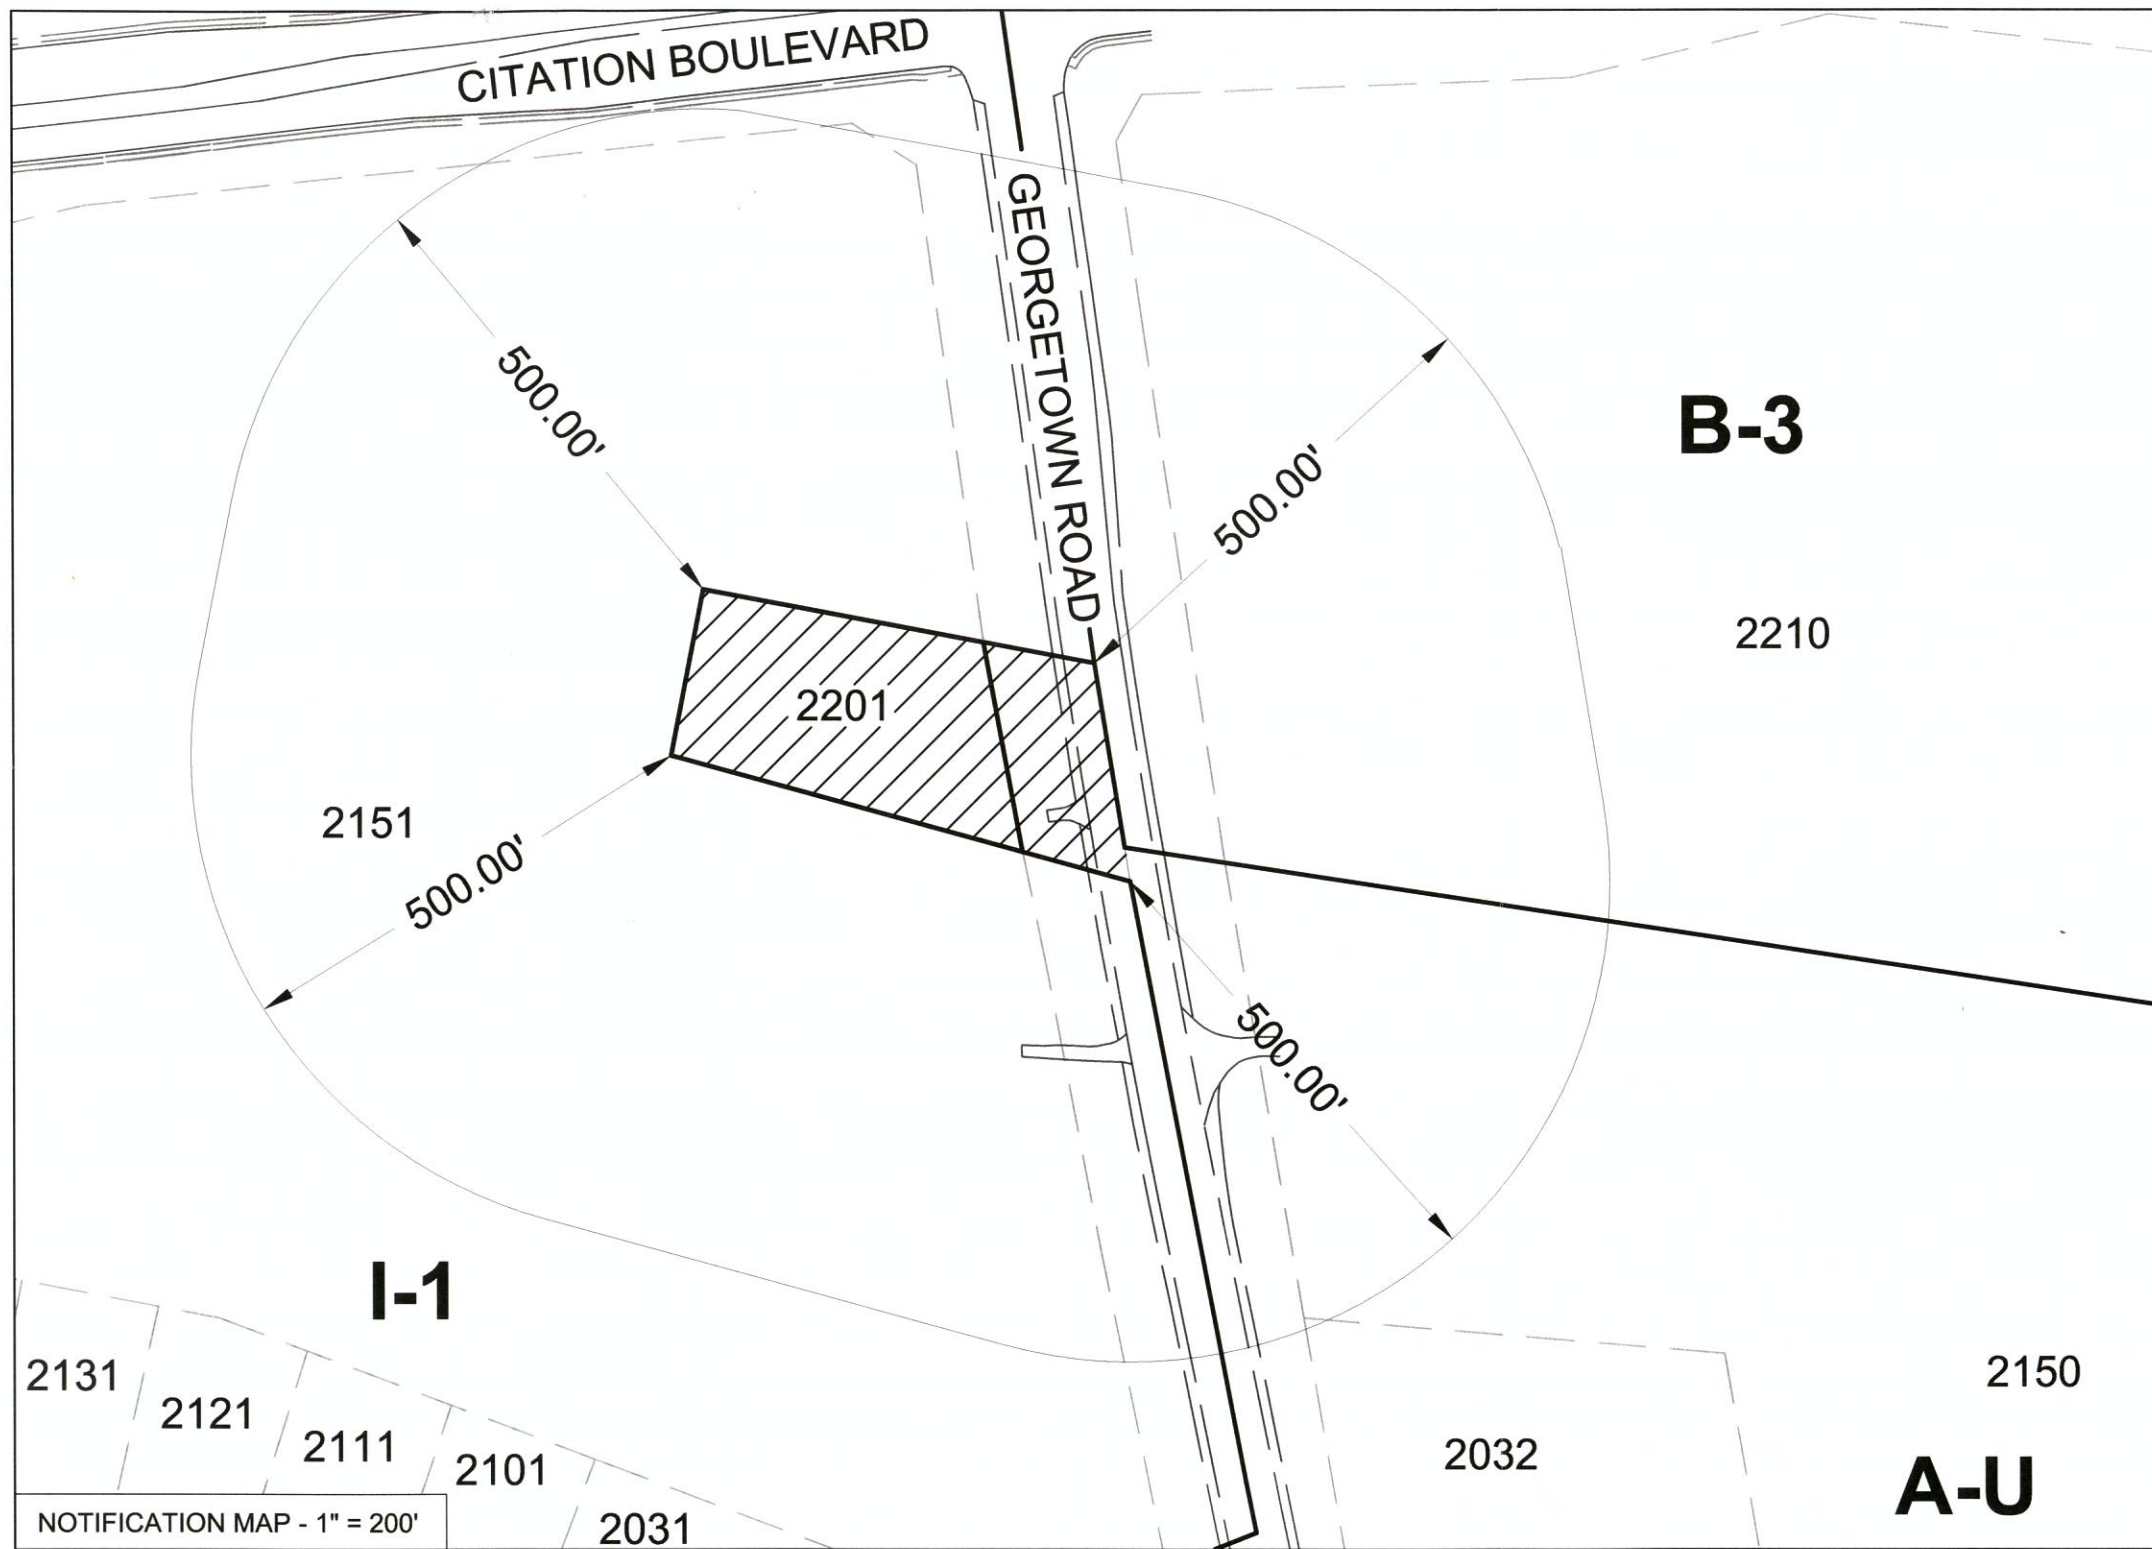 CITATION BOULEVARD
GEORGETOWN ROAD
500.00'
500.00'
B-3
2210
2201
2151
500.00'
500.00'
I-1
2131
2121
2111
2101
2031
2032
2150
A-U
NOTIFICATION MAP - 1" = 200'